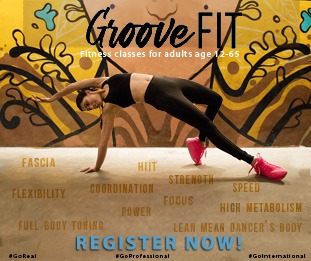 Groove FIT
Fitness classes for adults age 12-65
FASCIA
HIIT
STRENGTH
FLEXIBILITY
COORDINATION
SPEED
FOCUS
POWER
HIGH METABOLISM
FULL BODY TONING
LEAN MEAN DANCER'S BODY
REGISTER NOW!
#GoReal
#GoProfessional
#GoInternational